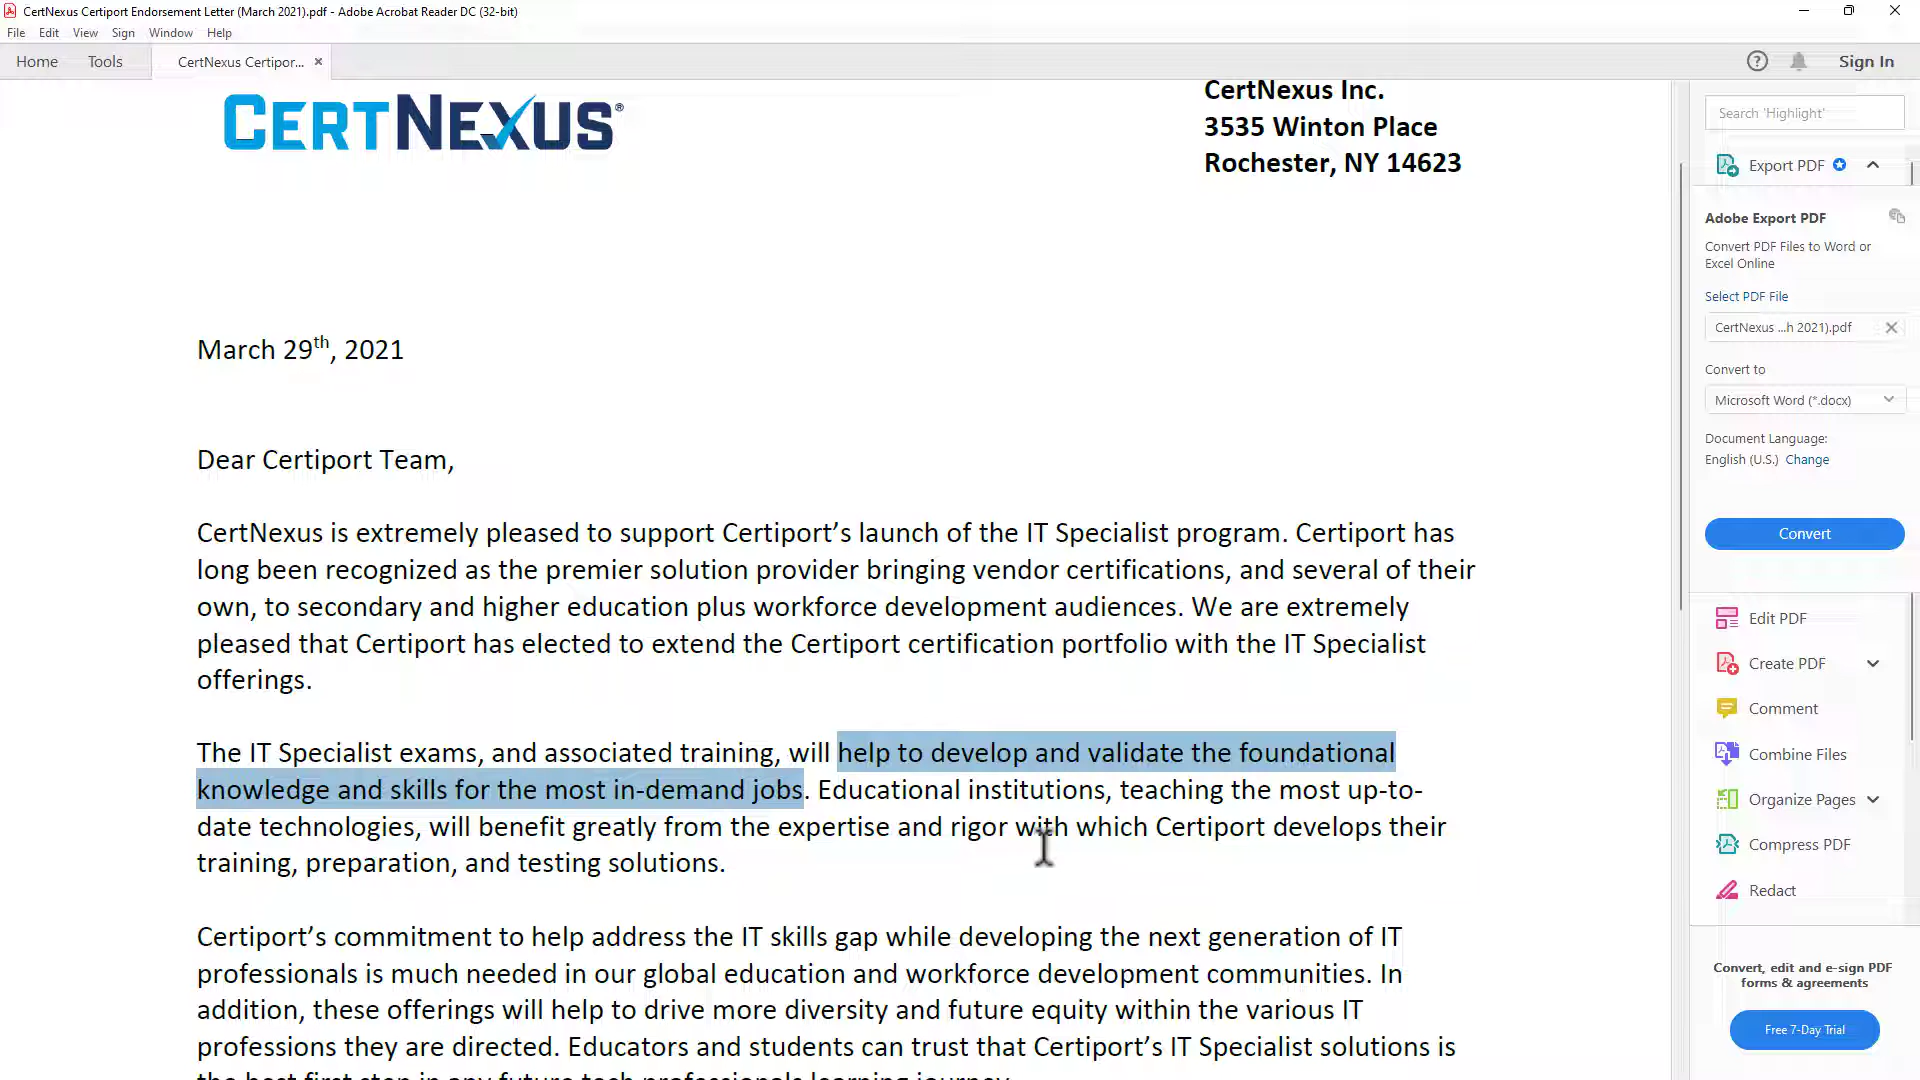 CertNexus Certiport Endorsement Letter (March 2021).pdf - Adobe Acrobat Reader DC (32-bit)
File Edit View Sign Window Help
Home Tools CertNexus Certipor... × Sign In
CERTNEXUS®
CertNexus Inc.
3535 Winton Place
Rochester, NY 14623
March 29th, 2021
Dear Certiport Team,
CertNexus is extremely pleased to support Certiport’s launch of the IT Specialist program. Certiport has
long been recognized as the premier solution provider bringing vendor certifications, and several of their
own, to secondary and higher education plus workforce development audiences. We are extremely
pleased that Certiport has elected to extend the Certiport certification portfolio with the IT Specialist
offerings.
The IT Specialist exams, and associated training, will help to develop and validate the foundational
knowledge and skills for the most in-demand jobs. Educational institutions, teaching the most up-to-
date technologies, will benefit greatly from the expertise and rigor with which Certiport develops their
training, preparation, and testing solutions.
Certiport’s commitment to help address the IT skills gap while developing the next generation of IT
professionals is much needed in our global education and workforce development communities. In
addition, these offerings will help to drive more diversity and future equity within the various IT
professions they are directed. Educators and students can trust that Certiport’s IT Specialist solutions is
the best first step in any future tech professionals learning journey.
Search 'Highlight'
Export PDF
Adobe Export PDF
Convert PDF Files to Word or
Excel Online
Select PDF File
CertNexus ...h 2021).pdf
Convert to
Microsoft Word (*.docx)
Document Language:
English (U.S.) Change
Convert
Edit PDF
Create PDF
Comment
Combine Files
Organize Pages
Compress PDF
Redact
Convert, edit and e-sign PDF
forms & agreements
Free 7-Day Trial